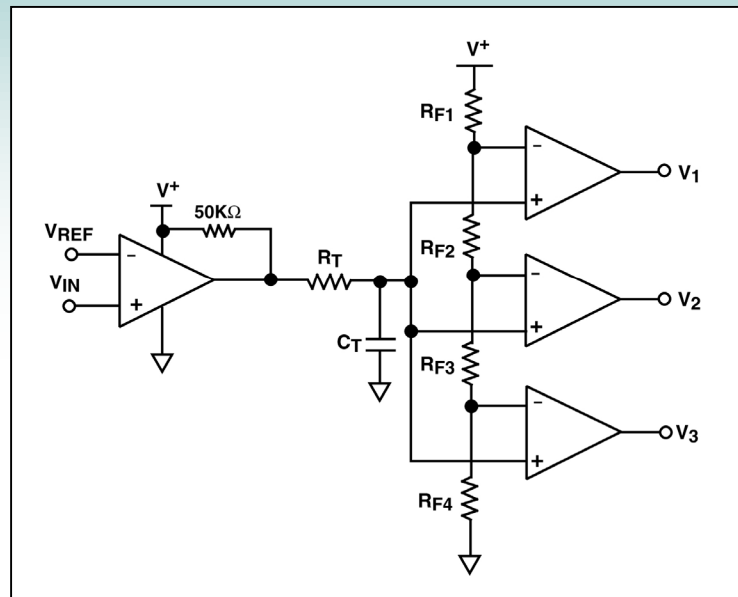 V+
RF1
-
V1
+
V+
50KΩ
VREF
-
VIN
+
RT
CT
RF2
-
V2
+
RF3
-
V3
+
RF4